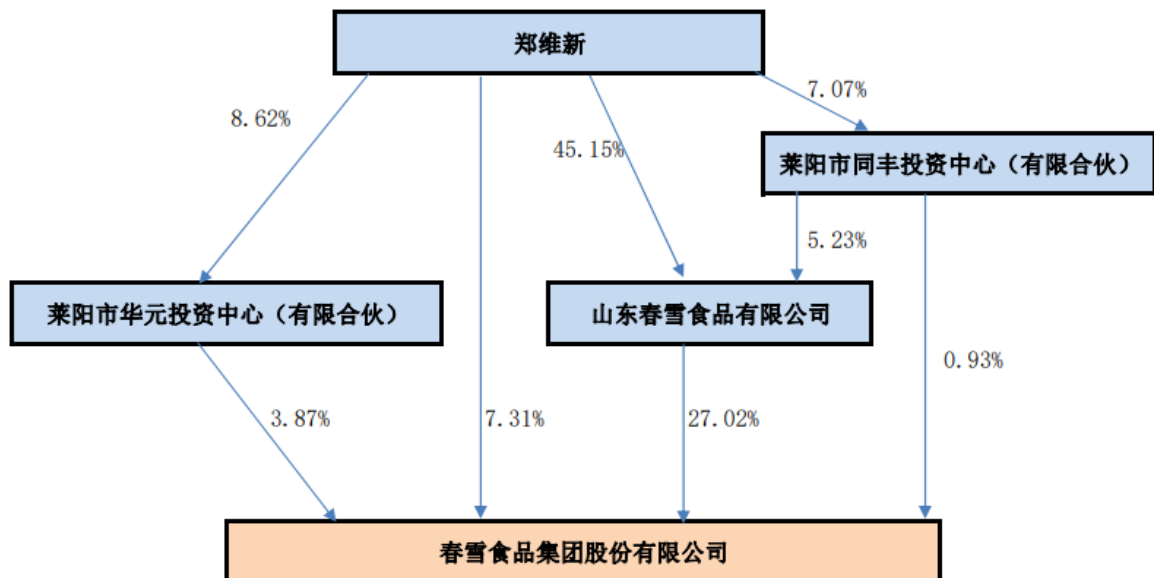 郑维新
7.07%
8.62%
45.15%
莱阳市同丰投资中心（有限合伙）
5.23%
莱阳市华元投资中心（有限合伙）
山东春雪食品有限公司
0.93%
3.87%
7.31%
27.02%
春雪食品集团股份有限公司